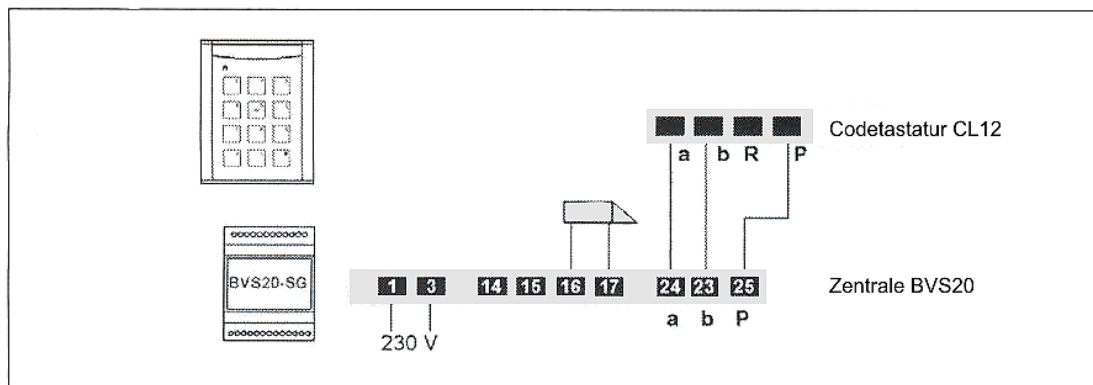 Codetastatur CL12
a b R P
BVS20-SG
1 3 14 15 16 17 24 23 25
Zentrale BVS20
a b P
230 V